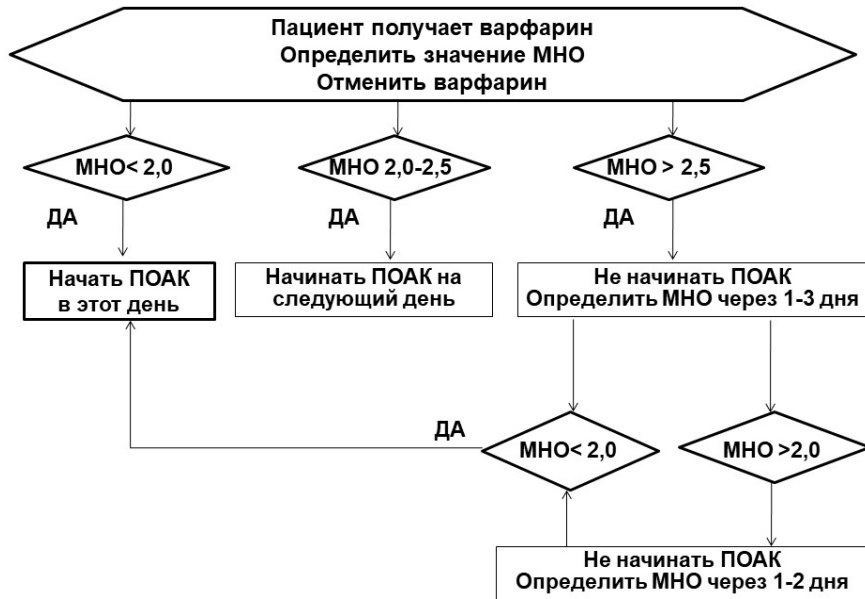 Пациент получает варфарин
Определить значение МНО
Отменить варфарин
МНО< 2,0
МНО 2,0-2,5
МНО > 2,5
ДА
ДА
ДА
Начать ПОАК
в этот день
Начинать ПОАК на
следующий день
Не начинать ПОАК
Определить МНО через 1-3 дня
ДА
МНО< 2,0
МНО >2,0
Не начинать ПОАК
Определить МНО через 1-2 дня